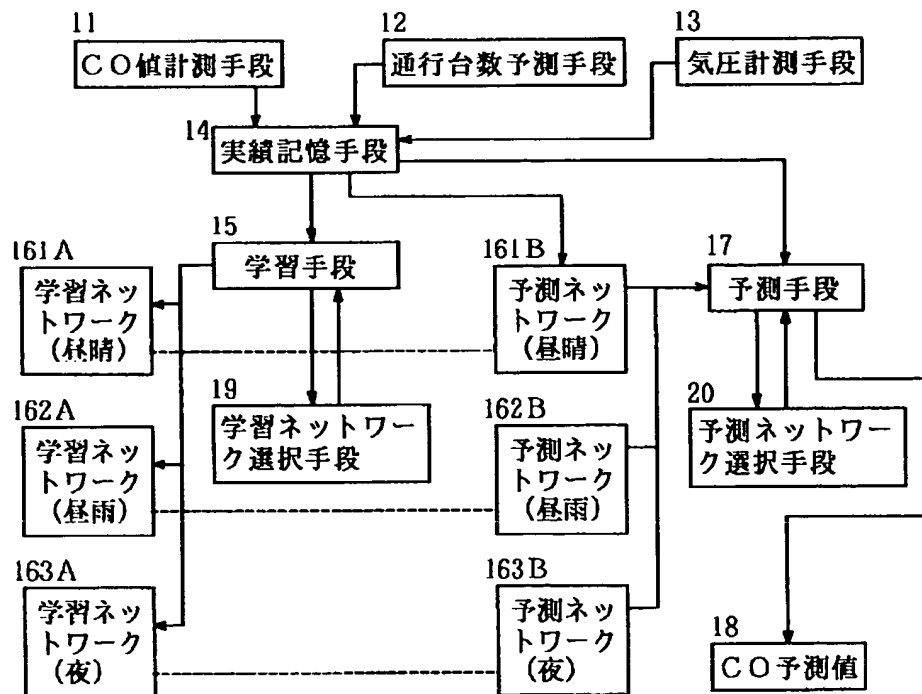 11
CO値計測手段
12
通行台数予測手段
13
気圧計測手段
14
実績記憶手段
15
学習手段
161A
学習ネッ
トワーク
(昼晴)
161B
予測ネッ
トワーク
(昼晴)
17
予測手段
19
学習ネットワー
ク選択手段
162A
学習ネッ
トワーク
(昼雨)
162B
予測ネッ
トワーク
(昼雨)
20
予測ネットワー
ク選択手段
163A
学習ネッ
トワーク
(夜)
163B
予測ネッ
トワーク
(夜)
18
CO予測値